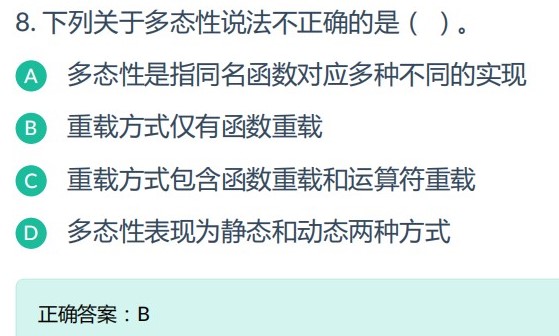 8. 下列关于多态性说法不正确的是 (   ) 。
A 多态性是指同名函数对应多种不同的实现
B 重载方式仅有函数重载
C 重载方式包含函数重载和运算符重载
D 多态性表现为静态和动态两种方式
正确答案：B